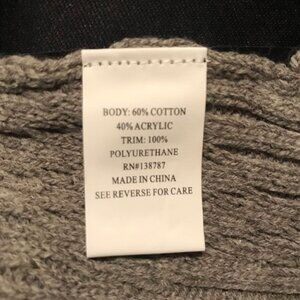 BODY: 60% COTTON
40% ACRYLIC
TRIM: 100%
POLYURETHANE
RN#138787
MADE IN CHINA
SEE REVERSE FOR CARE